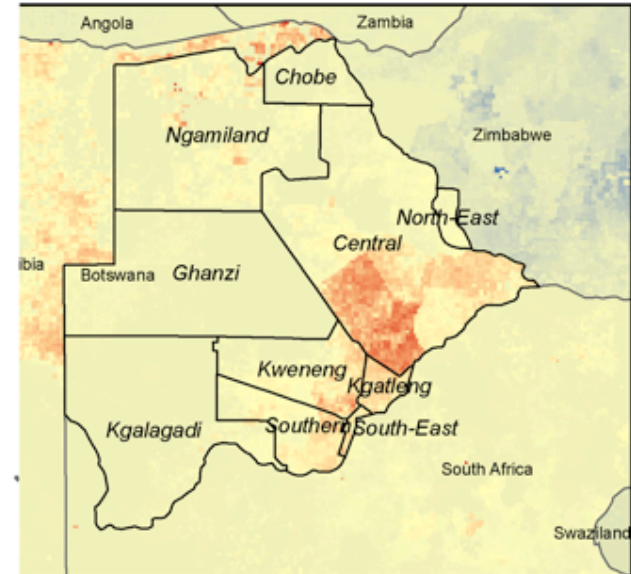 Angola
Zambia
Chobe
Ngamiland
Zimbabwe
North-East
Central
ibia
Botswana
Ghanzi
Kweneng
Kgatleng
Southern
South-East
Kgalagadi
South Africa
Swaziland